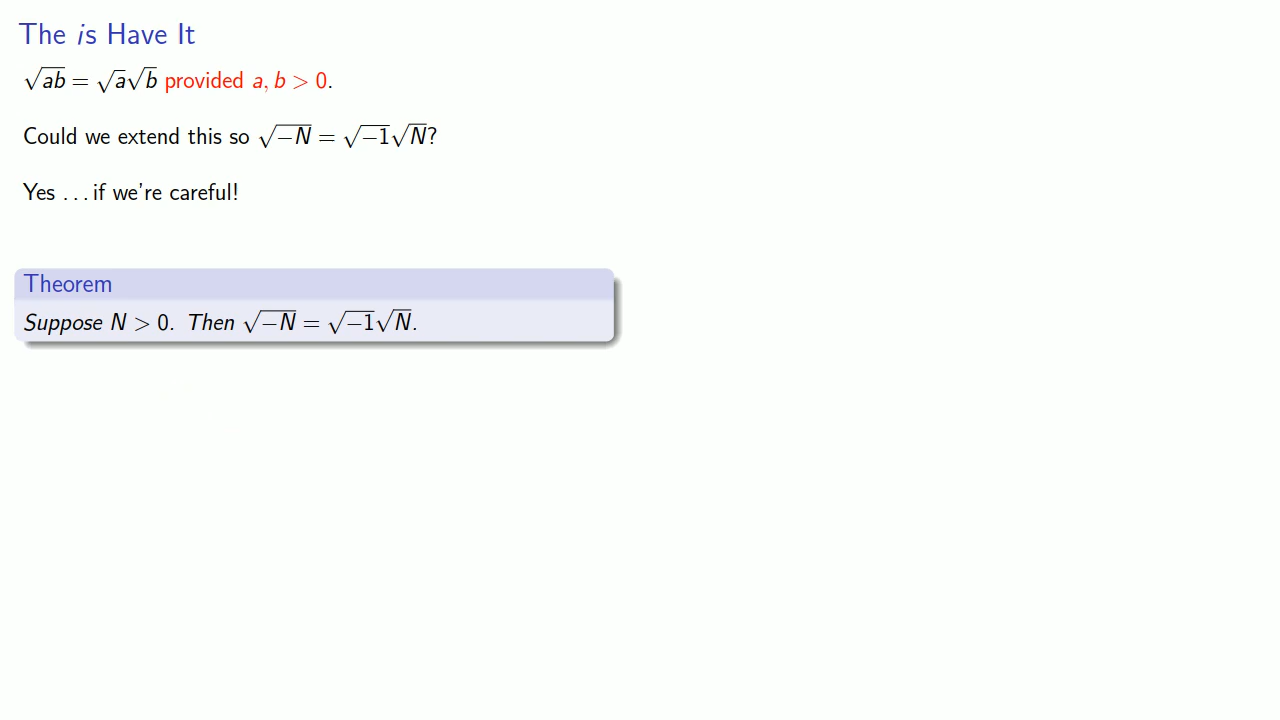 The is Have It
√ab = √a√b provided a, b > 0.
Could we extend this so √−N = √−1√N?
Yes . . . if we're careful!
Theorem
Suppose N > 0. Then √−N = √−1√N.